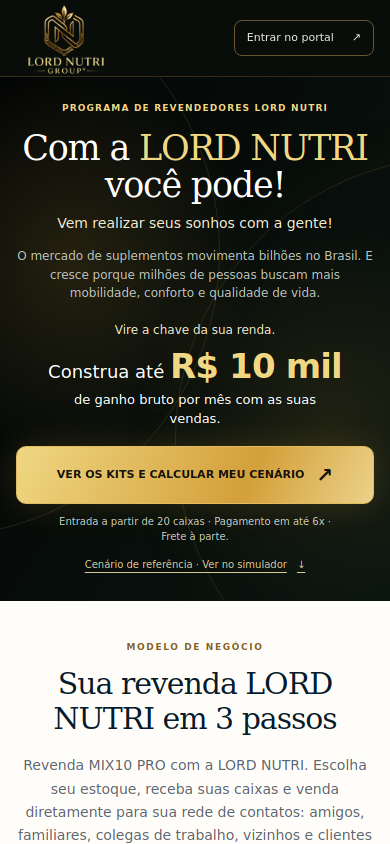 LORD NUTRI
GROUP
Entrar no portal ↗
PROGRAMA DE REVENDEDORES LORD NUTRI
Com a LORD NUTRI
você pode!
Vem realizar seus sonhos com a gente!
O mercado de suplementos movimenta bilhões no Brasil. E
cresce porque milhões de pessoas buscam mais
mobilidade, conforto e qualidade de vida.
Vire a chave da sua renda.
Construa até R$ 10 mil
de ganho bruto por mês com as suas
vendas.
VER OS KITS E CALCULAR MEU CENÁRIO ↗
Entrada a partir de 20 caixas · Pagamento em até 6x ·
Frete à parte.
Cenário de referência · Ver no simulador ↓
MODELO DE NEGÓCIO
Sua revenda LORD
NUTRI em 3 passos
Revenda MIX10 PRO com a LORD NUTRI. Escolha
seu estoque, receba suas caixas e venda
diretamente para sua rede de contatos: amigos,
familiares, colegas de trabalho, vizinhos e clientes